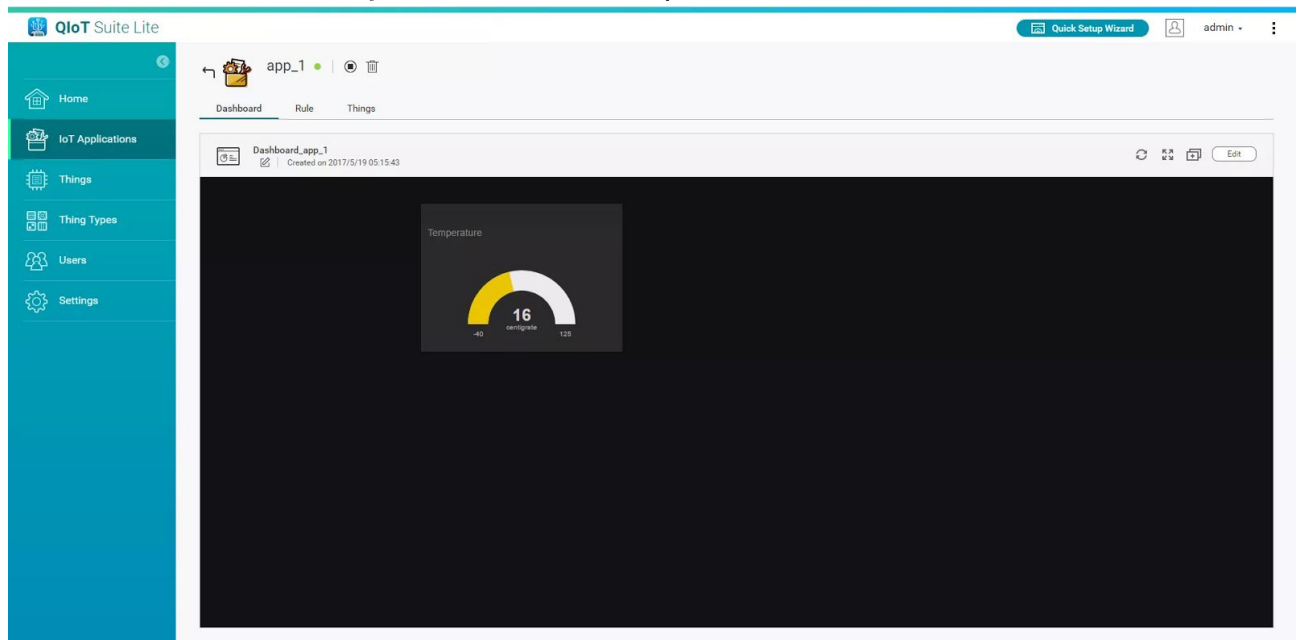 QIoT Suite Lite
Quick Setup Wizard
admin
app_1
Home
IoT Applications
Things
Thing Types
Users
Settings
Dashboard Rule Things
Dashboard_app_1
Created on 2017/5/19 05:15:43
Edit
Temperature
16
centigrate
-40 125